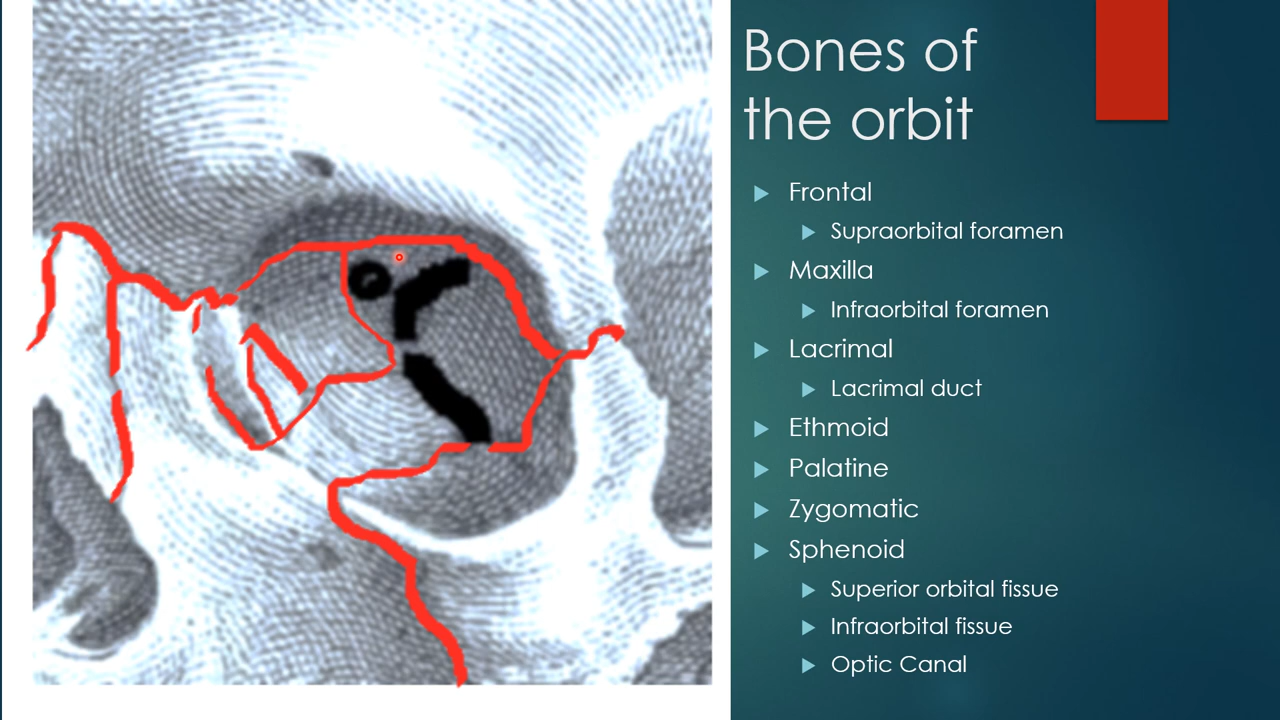 Bones of
the orbit
Frontal
Supraorbital foramen
Maxilla
Infraorbital foramen
Lacrimal
Lacrimal duct
Ethmoid
Palatine
Zygomatic
Sphenoid
Superior orbital fissue
Infraorbital fissue
Optic Canal